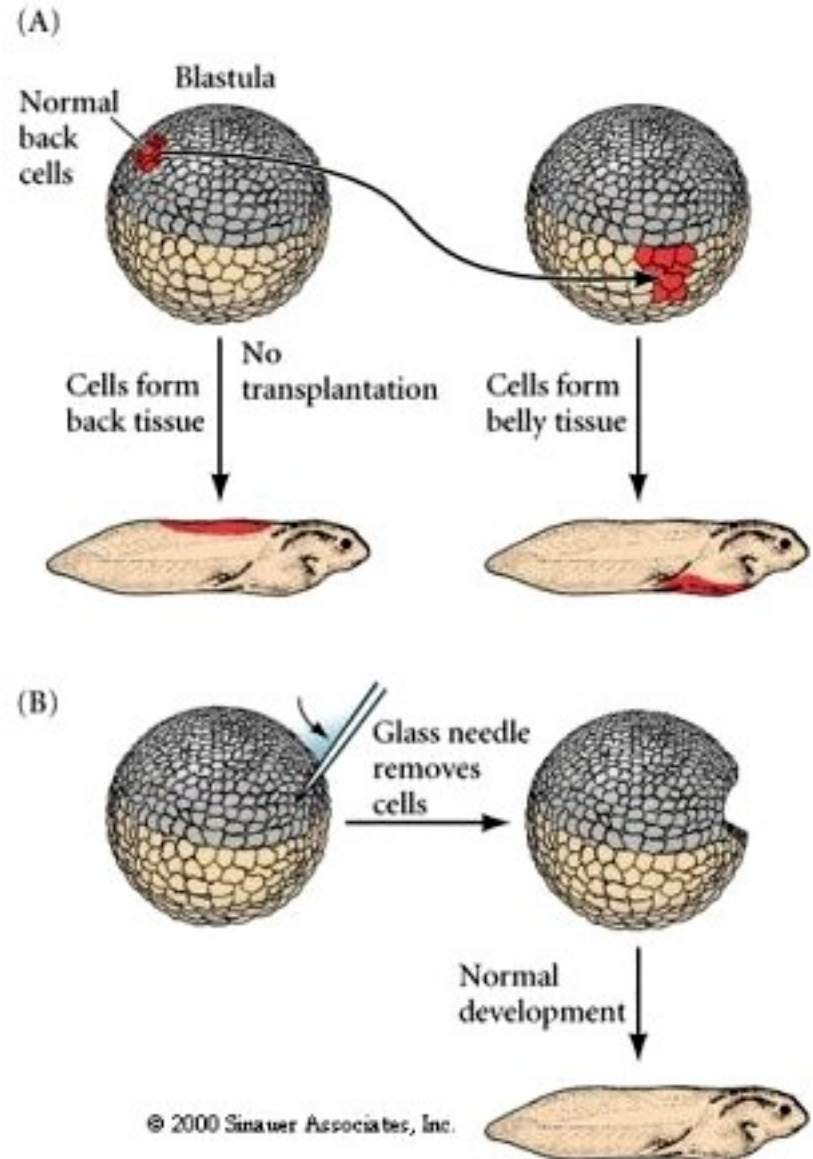 (A)
Blastula
Normal
back
cells
No
transplantation
Cells form
back tissue
Cells form
belly tissue
(B)
Glass needle
removes
cells
Normal
development
© 2000 Sinauer Associates, Inc.